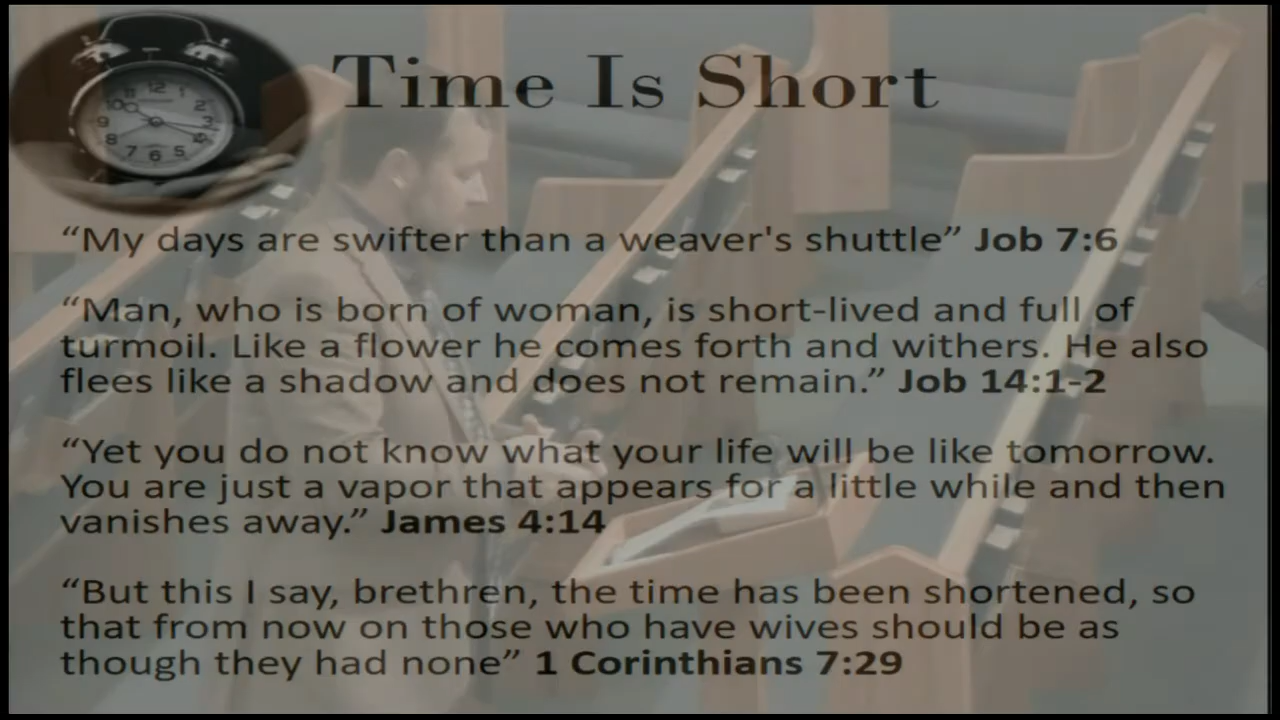 Time Is Short
“My days are swifter than a weaver's shuttle” Job 7:6
“Man, who is born of woman, is short-lived and full of
turmoil. Like a flower he comes forth and withers. He also
flees like a shadow and does not remain.” Job 14:1-2
“Yet you do not know what your life will be like tomorrow.
You are just a vapor that appears for a little while and then
vanishes away.” James 4:14
“But this I say, brethren, the time has been shortened, so
that from now on those who have wives should be as
though they had none” 1 Corinthians 7:29